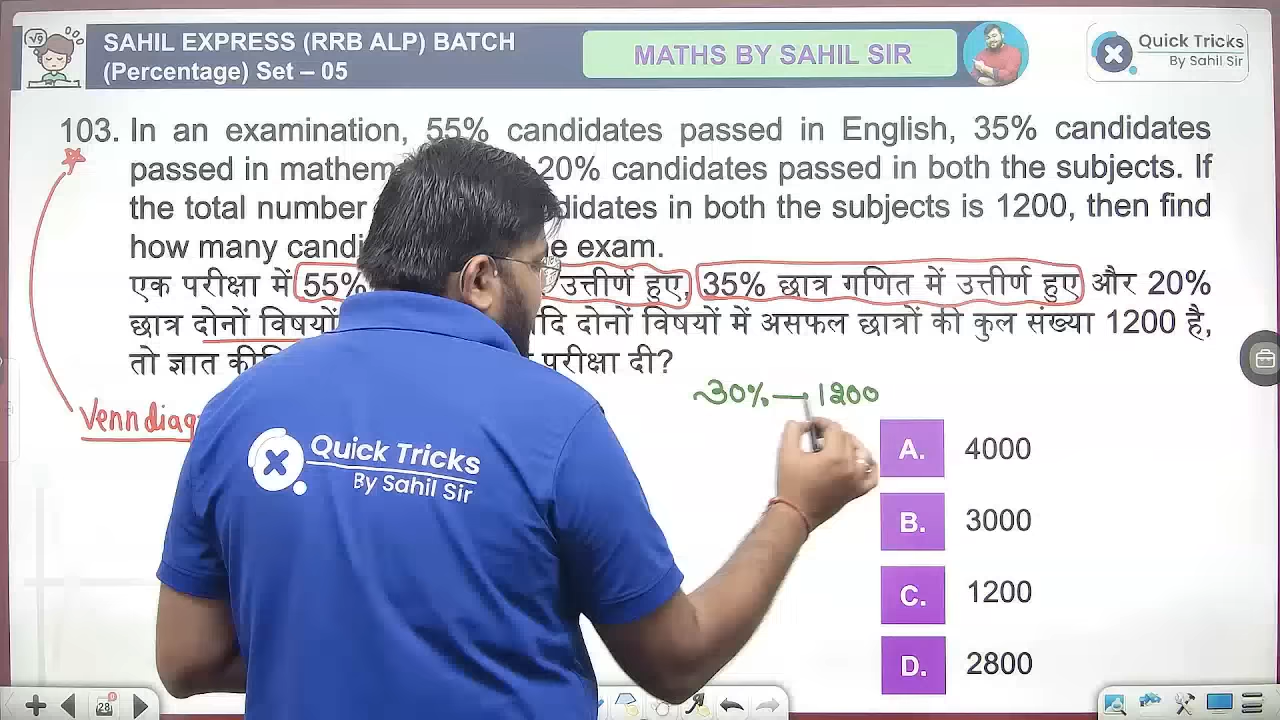 SAHIL EXPRESS (RRB ALP) BATCH
(Percentage) Set – 05
MATHS BY SAHIL SIR
Quick Tricks
By Sahil Sir
103. In an examination, 55% candidates passed in English, 35% candidates
passed in 20% candidates passed in both the subjects. If
the total number in both the subjects is 1200, then find
how many exam.
एक परीक्षा में 55% उत्तीर्ण हुए, 35% छात्र गणित में उत्तीर्ण हुए और 20%
छात्र दोनों विषयों दोनों विषयों में असफल छात्रों की कुल संख्या 1200 है,
तो ज्ञात परीक्षा दी?
30% — 1200
Venn
A. 4000
B. 3000
C. 1200
D. 2800
Quick Tricks
By Sahil Sir
28